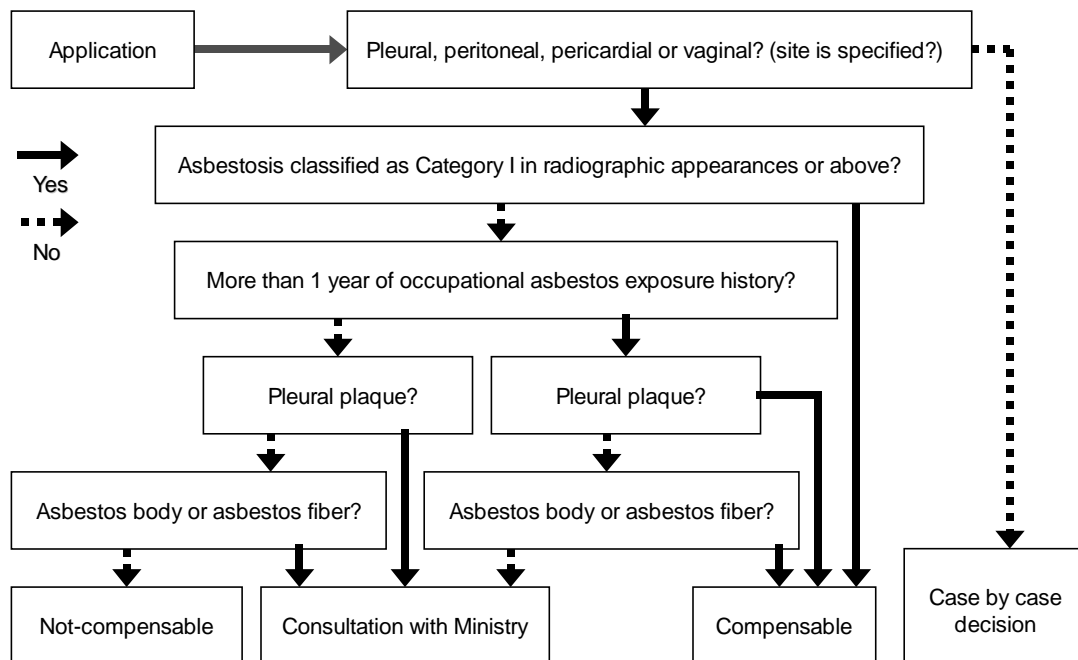 Application
Pleural, peritoneal, pericardial or vaginal? (site is specified?)
Asbestosis classified as Category I in radiographic appearances or above?
Yes
No
More than 1 year of occupational asbestos exposure history?
Pleural plaque?
Pleural plaque?
Asbestos body or asbestos fiber?
Asbestos body or asbestos fiber?
Not-compensable
Consultation with Ministry
Compensable
Case by case
decision